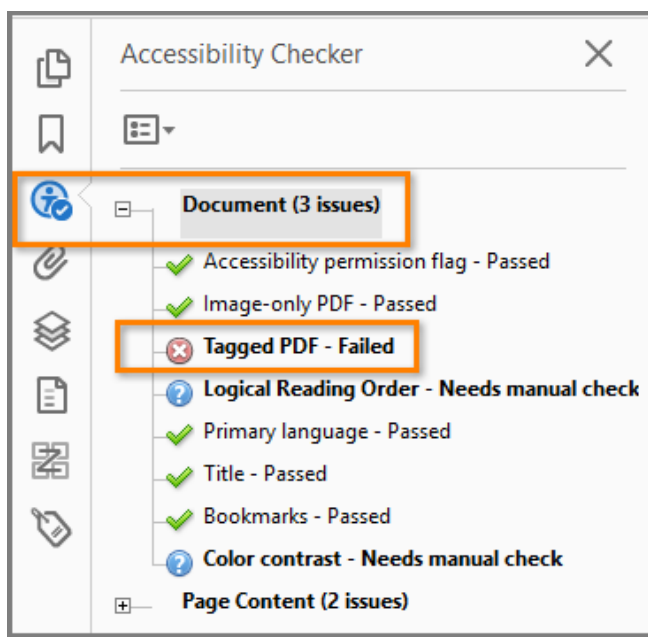 Accessibility Checker
Document (3 issues)
Accessibility permission flag - Passed
Image-only PDF - Passed
Tagged PDF - Failed
Logical Reading Order - Needs manual check
Primary language - Passed
Title - Passed
Bookmarks - Passed
Color contrast - Needs manual check
Page Content (2 issues)